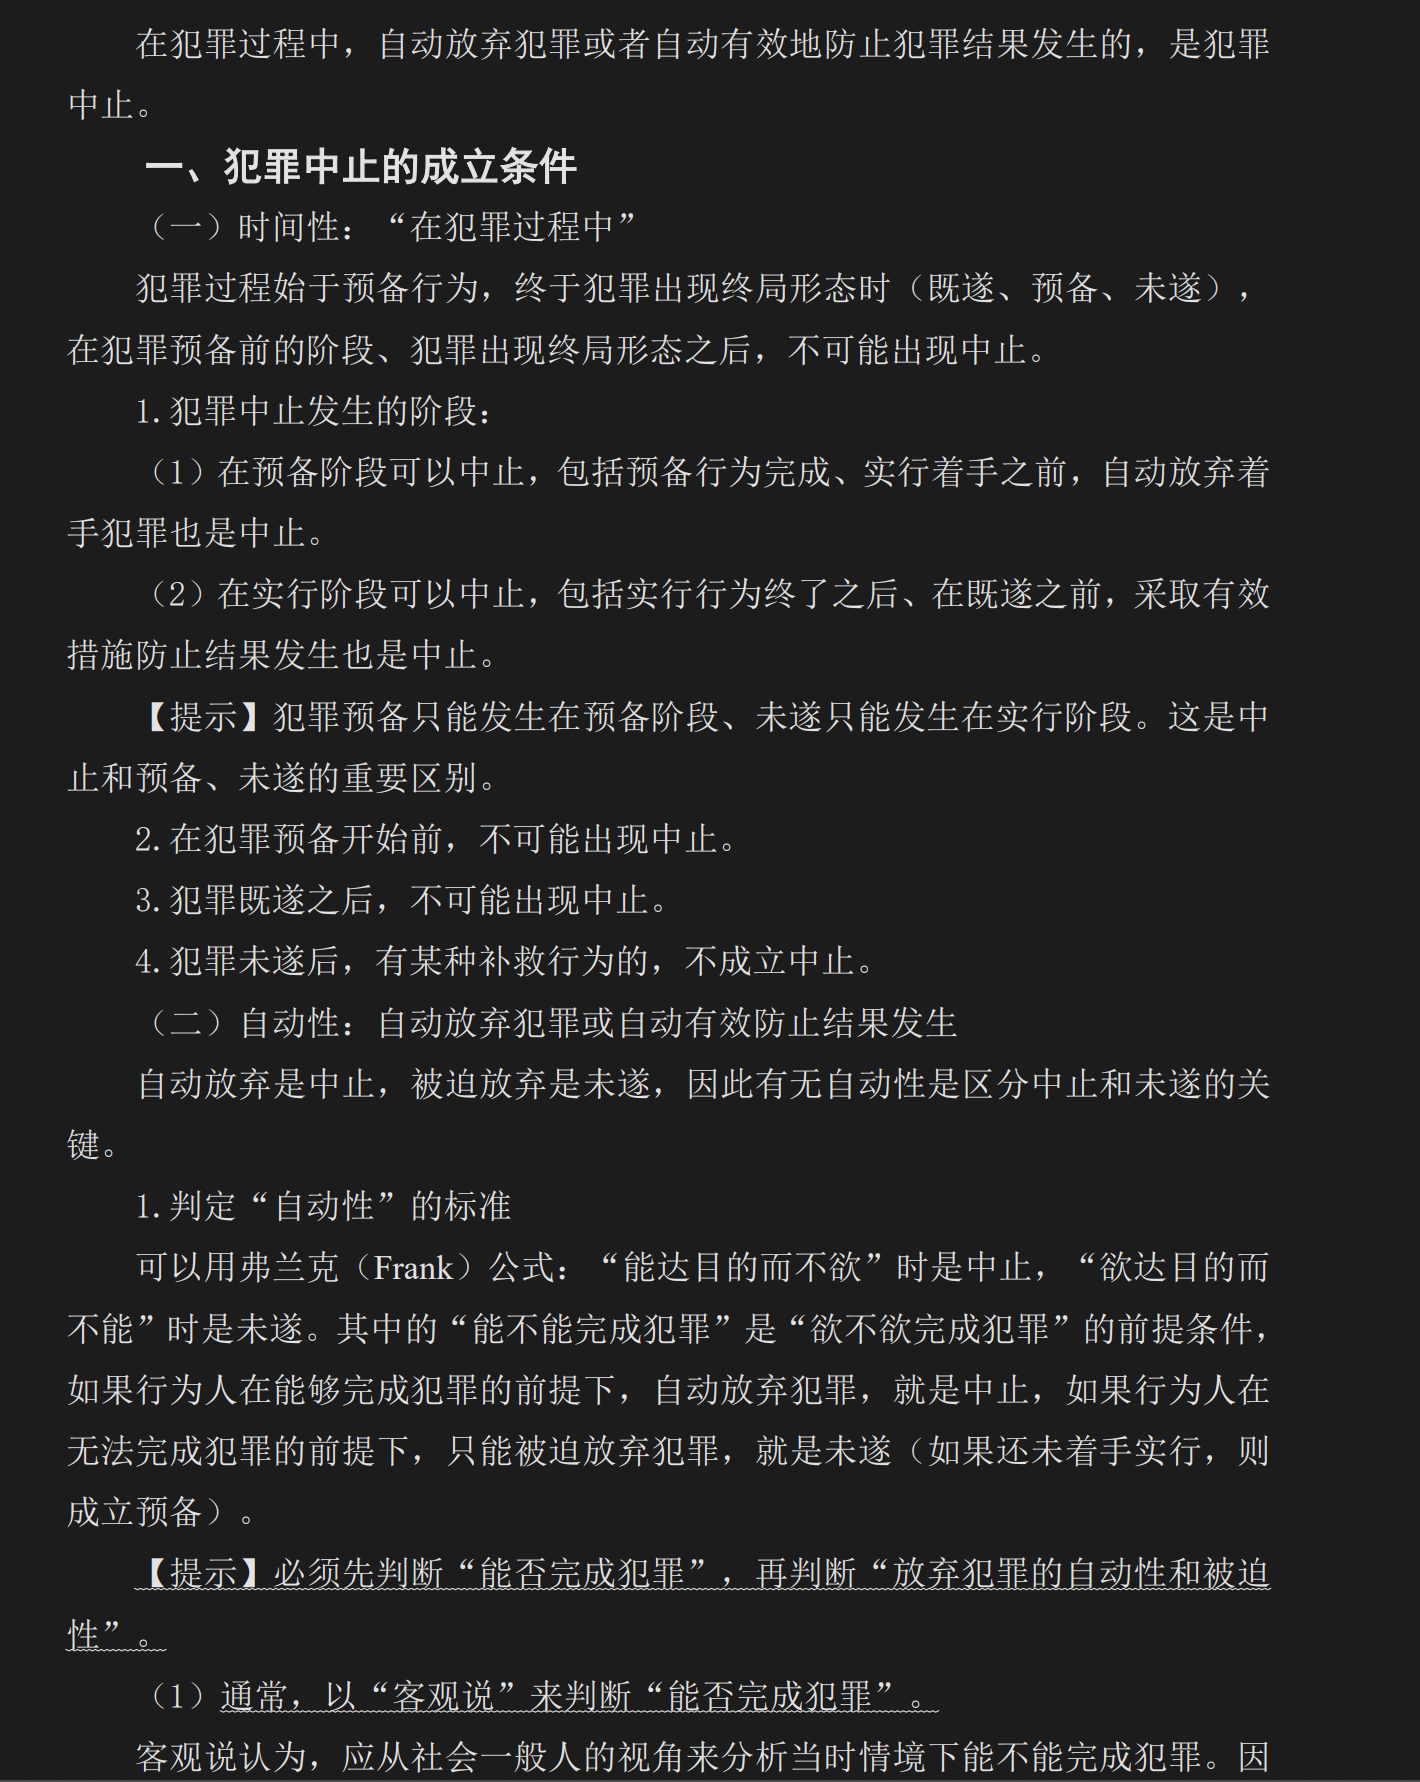 在犯罪过程中，自动放弃犯罪或者自动有效地防止犯罪结果发生的，是犯罪
中止。
一、犯罪中止的成立条件
（一）时间性：“在犯罪过程中”
犯罪过程始于预备行为，终于犯罪出现终局形态时（既遂、预备、未遂），
在犯罪预备前的阶段、犯罪出现终局形态之后，不可能出现中止。
1.犯罪中止发生的阶段：
（1）在预备阶段可以中止，包括预备行为完成、实行着手之前，自动放弃着
手犯罪也是中止。
（2）在实行阶段可以中止，包括实行行为终了之后、在既遂之前，采取有效
措施防止结果发生也是中止。
【提示】犯罪预备只能发生在预备阶段、未遂只能发生在实行阶段。这是中
止和预备、未遂的重要区别。
2.在犯罪预备开始前，不可能出现中止。
3.犯罪既遂之后，不可能出现中止。
4.犯罪未遂后，有某种补救行为的，不成立中止。
（二）自动性：自动放弃犯罪或自动有效防止结果发生
自动放弃是中止，被迫放弃是未遂，因此有无自动性是区分中止和未遂的关
键。
1.判定“自动性”的标准
可以用弗兰克（Frank）公式：“能达目的而不欲”时是中止，“欲达目的而
不能”时是未遂。其中的“能不能完成犯罪”是“欲不欲完成犯罪”的前提条件，
如果行为人在能够完成犯罪的前提下，自动放弃犯罪，就是中止，如果行为人在
无法完成犯罪的前提下，只能被迫放弃犯罪，就是未遂（如果还未着手实行，则
成立预备）。
【提示】必须先判断“能否完成犯罪”，再判断“放弃犯罪的自动性和被迫
性”。
（1）通常，以“客观说”来判断“能否完成犯罪”。
客观说认为，应从社会一般人的视角来分析当时情境下能不能完成犯罪。因